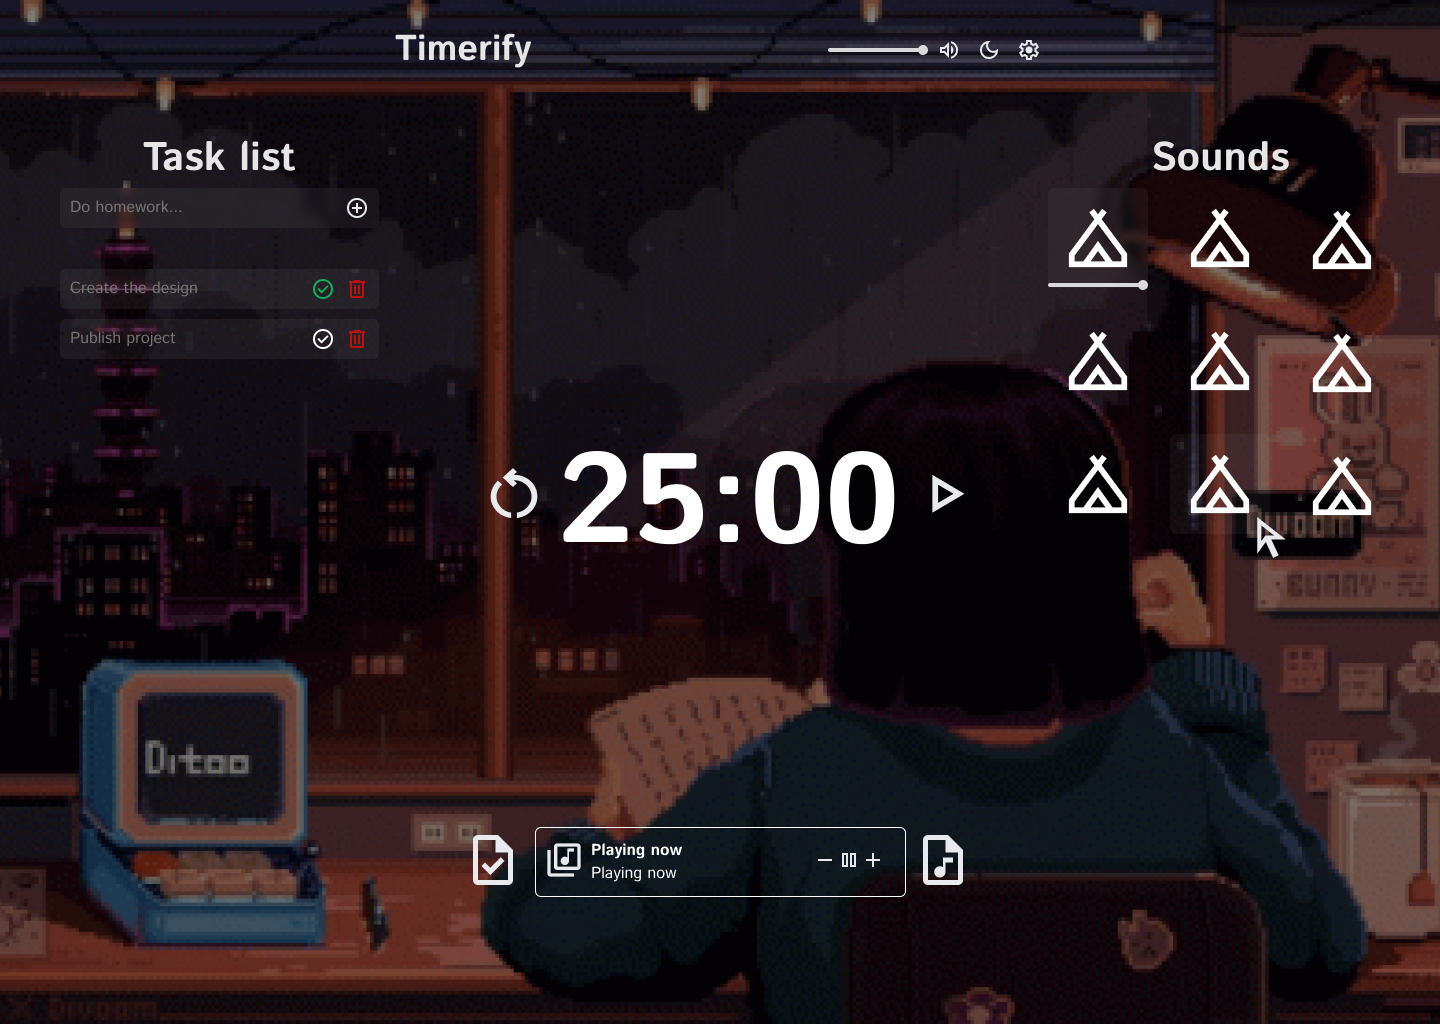 Timerify
Task list
Do homework...
Create the design
Publish project
Sounds
25:00
BUNNY
Ditoo
Playing now
Playing now
X Divoom